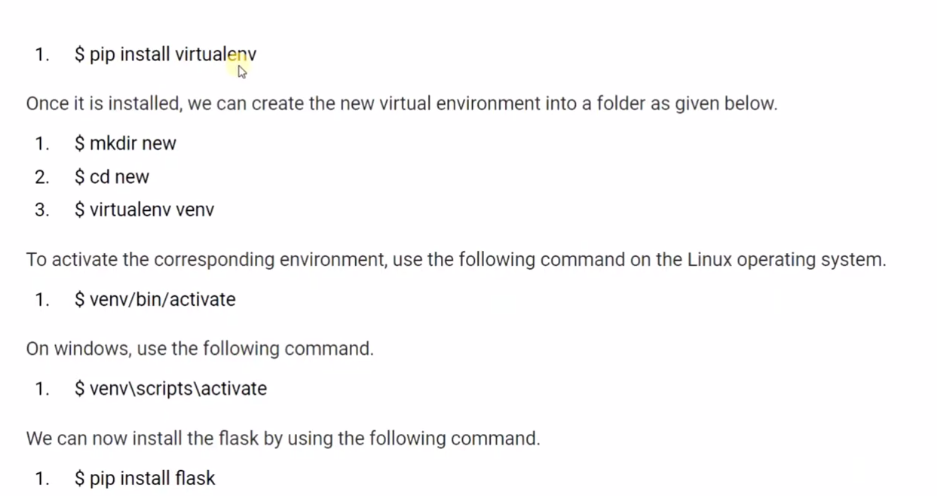 1. $ pip install virtualenv
Once it is installed, we can create the new virtual environment into a folder as given below.
1. $ mkdir new
2. $ cd new
3. $ virtualenv venv
To activate the corresponding environment, use the following command on the Linux operating system.
1. $ venv/bin/activate
On windows, use the following command.
1. $ venv\scripts\activate
We can now install the flask by using the following command.
1. $ pip install flask